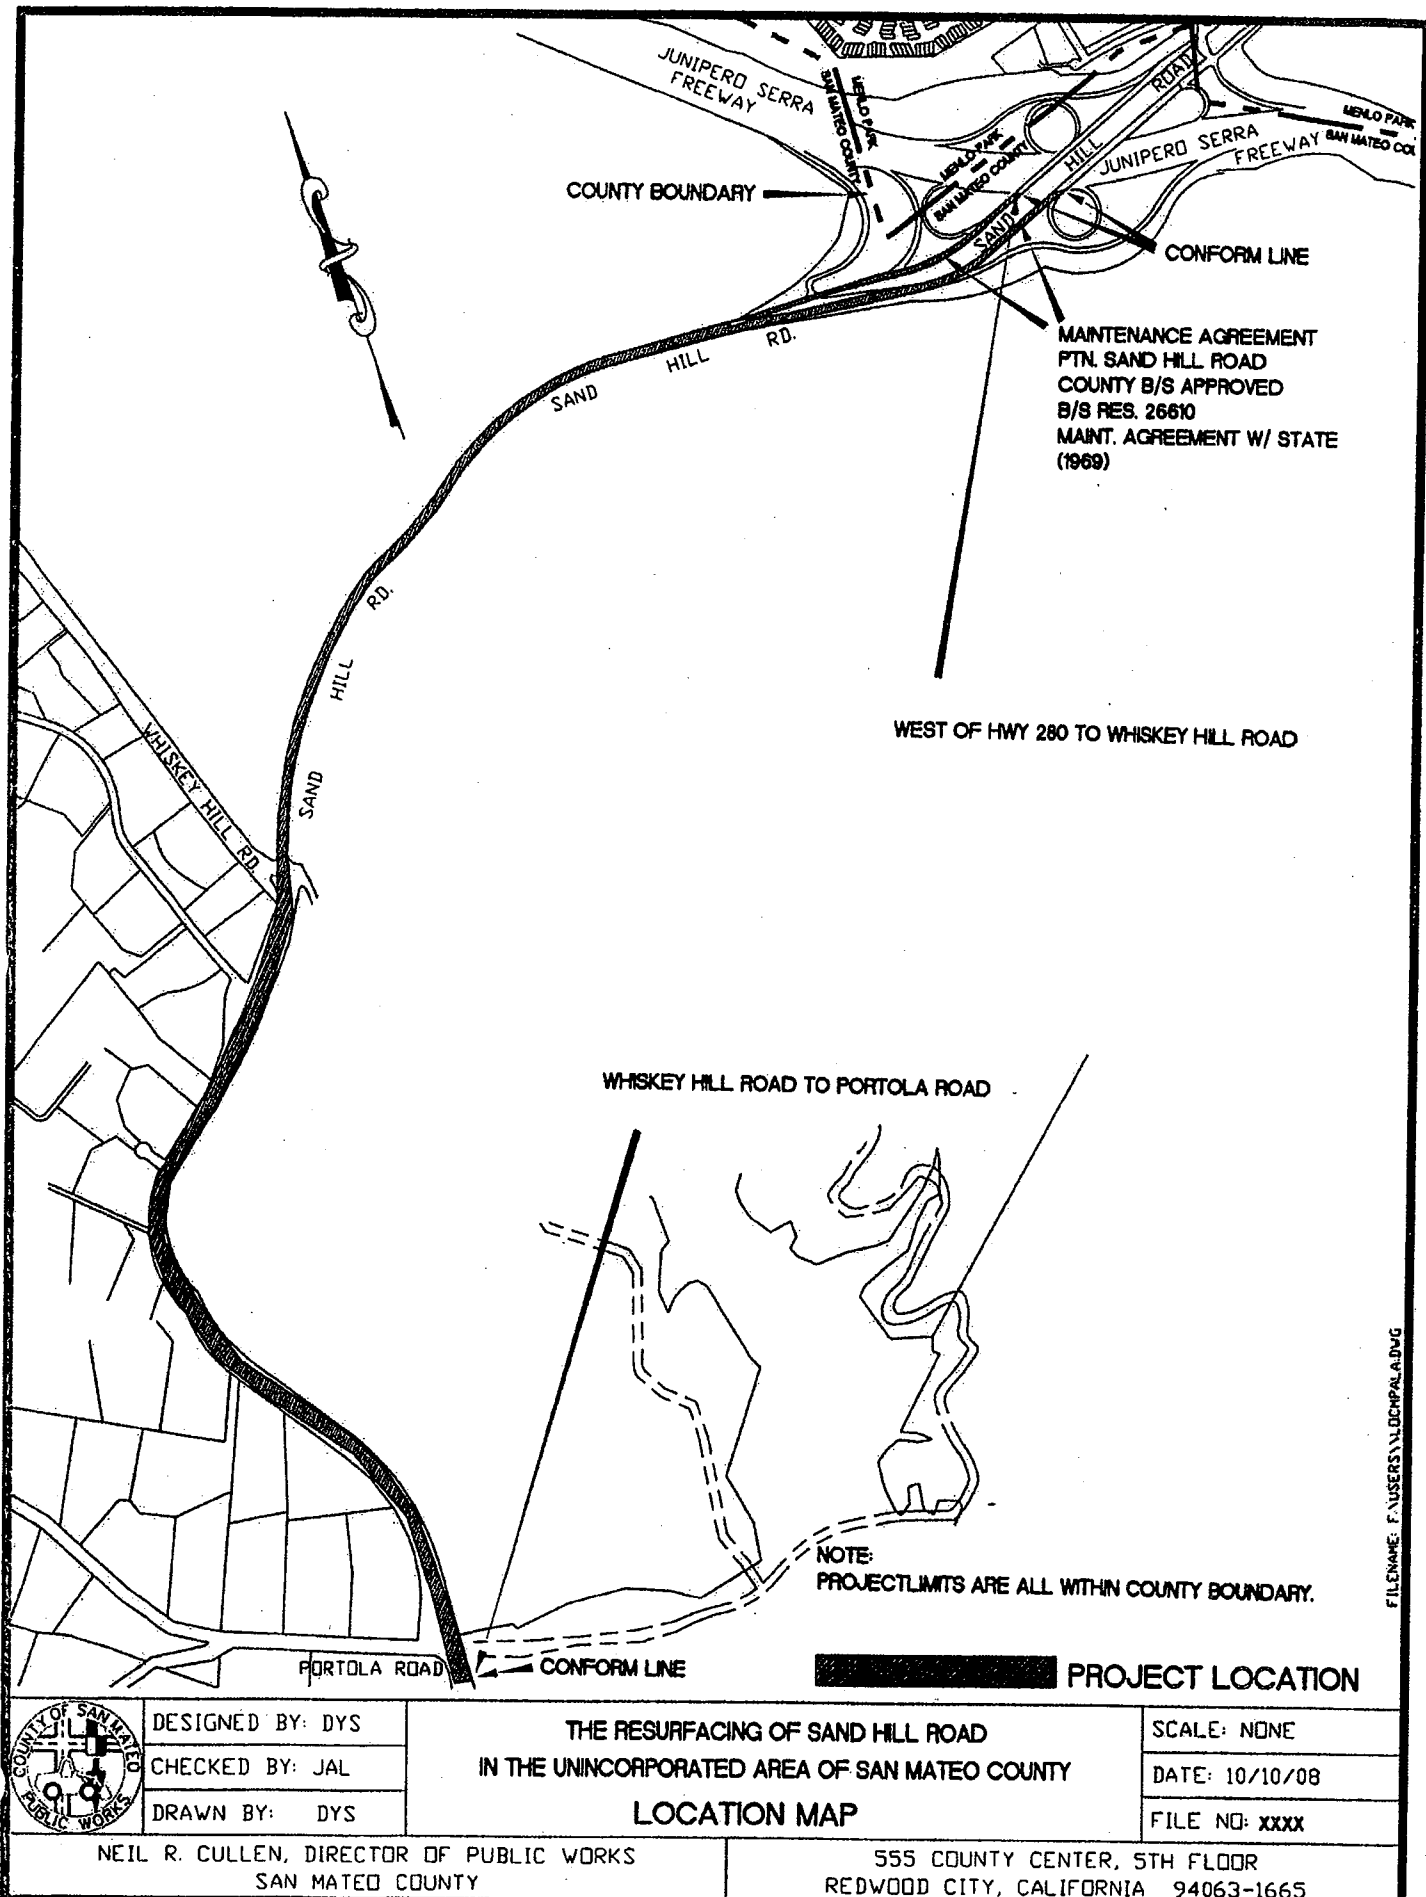 JUNIPERO SERRA
FREEWAY
MENLO PARK
SAN MATEO COUNTY
MENLO PARK
SAN MATEO COUNTY
SAND HILL ROAD
JUNIPERO SERRA
FREEWAY
MENLO PARK
SAN MATEO COU
COUNTY BOUNDARY
CONFORM LINE
MAINTENANCE AGREEMENT
PTN. SAND HILL ROAD
COUNTY B/S APPROVED
B/S RES. 26610
MAINT. AGREEMENT W/ STATE
(1969)
SAND HILL RD.
SAND HILL RD.
WHISKEY HILL RD.
WEST OF HWY 280 TO WHISKEY HILL ROAD
WHISKEY HILL ROAD TO PORTOLA ROAD
NOTE:
PROJECTLIMITS ARE ALL WITHIN COUNTY BOUNDARY.
PORTOLA ROAD
CONFORM LINE
PROJECT LOCATION
COUNTY OF SAN MATEO
PUBLIC WORKS
DESIGNED BY: DYS
CHECKED BY: JAL
DRAWN BY: DYS
THE RESURFACING OF SAND HILL ROAD
IN THE UNINCORPORATED AREA OF SAN MATEO COUNTY
LOCATION MAP
SCALE: NONE
DATE: 10/10/08
FILE NO: XXXX
NEIL R. CULLEN, DIRECTOR OF PUBLIC WORKS
SAN MATEO COUNTY
555 COUNTY CENTER, 5TH FLOOR
REDWOOD CITY, CALIFORNIA 94063-1665